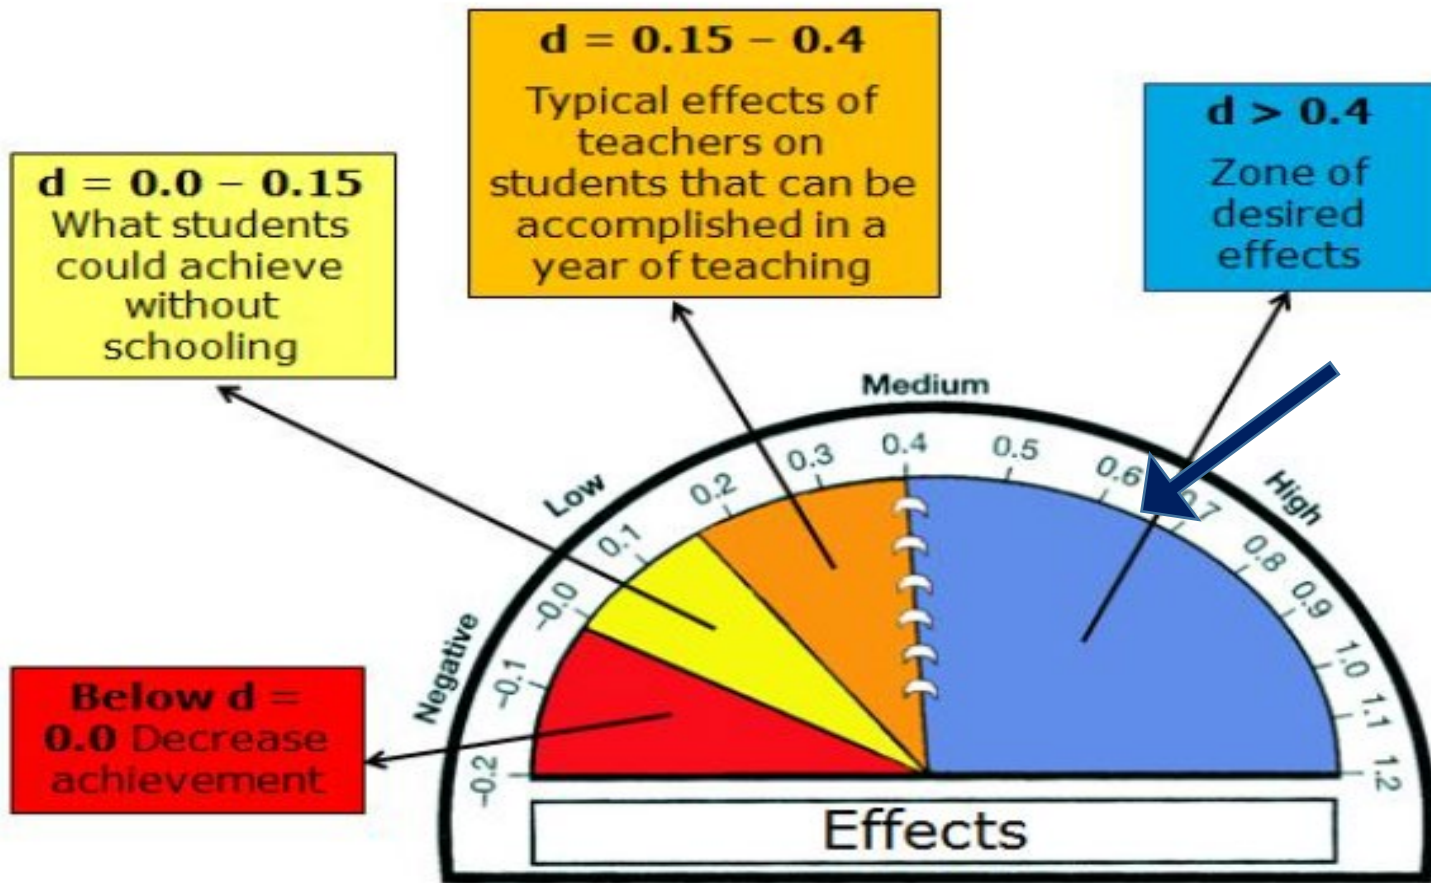 d = 0.15 – 0.4
Typical effects of
teachers on
students that can be
accomplished in a
year of teaching
d > 0.4
Zone of
desired
effects
d = 0.0 – 0.15
What students
could achieve
without
schooling
Below d =
0.0 Decrease
achievement
Negative
Low
Medium
High
-0.2
-0.1
-0.0
0.1
0.2
0.3
0.4
0.5
0.6
0.8
0.9
1.0
1.1
1.2
Effects